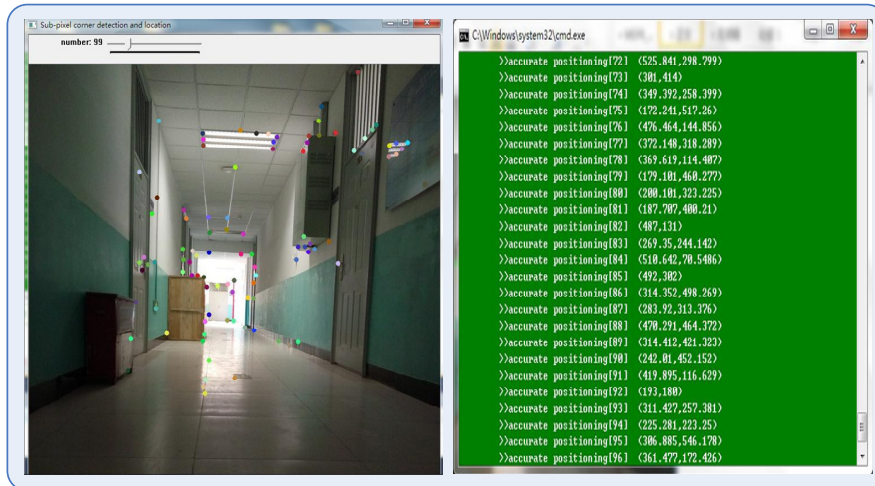 Sub-pixel corner detection and location
number: 99
C:\Windows\system32\cmd.exe
>>accurate positioning[72] (525.841,298.799)
>>accurate positioning[73] (301,414)
>>accurate positioning[74] (349.392,258.399)
>>accurate positioning[75] (172.241,517.26)
>>accurate positioning[76] (476.464,144.856)
>>accurate positioning[77] (372.148,318.289)
>>accurate positioning[78] (369.619,114.407)
>>accurate positioning[79] (179.101,460.277)
>>accurate positioning[80] (200.101,323.225)
>>accurate positioning[81] (187.707,400.21)
>>accurate positioning[82] (487,131)
>>accurate positioning[83] (269.35,244.142)
>>accurate positioning[84] (510.642,70.5486)
>>accurate positioning[85] (492,302)
>>accurate positioning[86] (314.352,498.269)
>>accurate positioning[87] (283.92,313.376)
>>accurate positioning[88] (470.291,464.372)
>>accurate positioning[89] (314.412,421.323)
>>accurate positioning[90] (242.01,452.152)
>>accurate positioning[91] (419.895,116.629)
>>accurate positioning[92] (193,180)
>>accurate positioning[93] (311.427,257.381)
>>accurate positioning[94] (225.281,223.25)
>>accurate positioning[95] (306.885,546.178)
>>accurate positioning[96] (361.477,172.426)